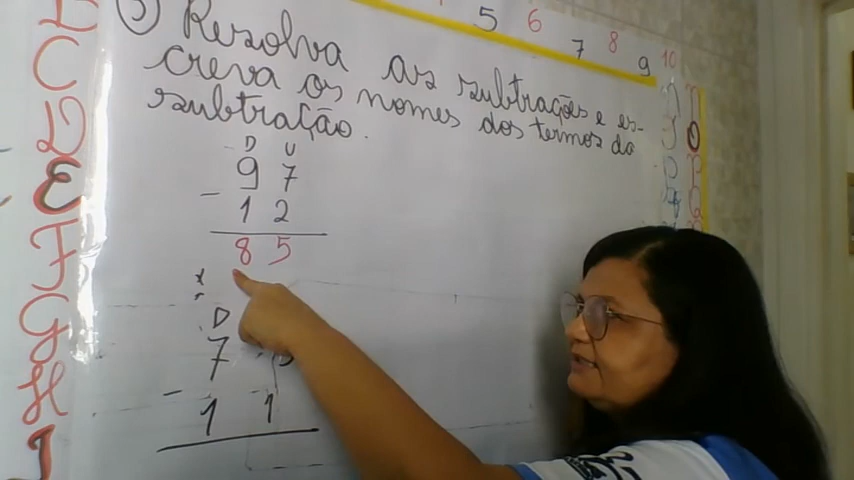 5 6 7 8 9 10
Resolva as subtrações e es-
creva os nomes dos termos da
subtração.
D U
9 7
- 1 2
8 5
D
7
- 1 1
C
D
E
F
G
H
I